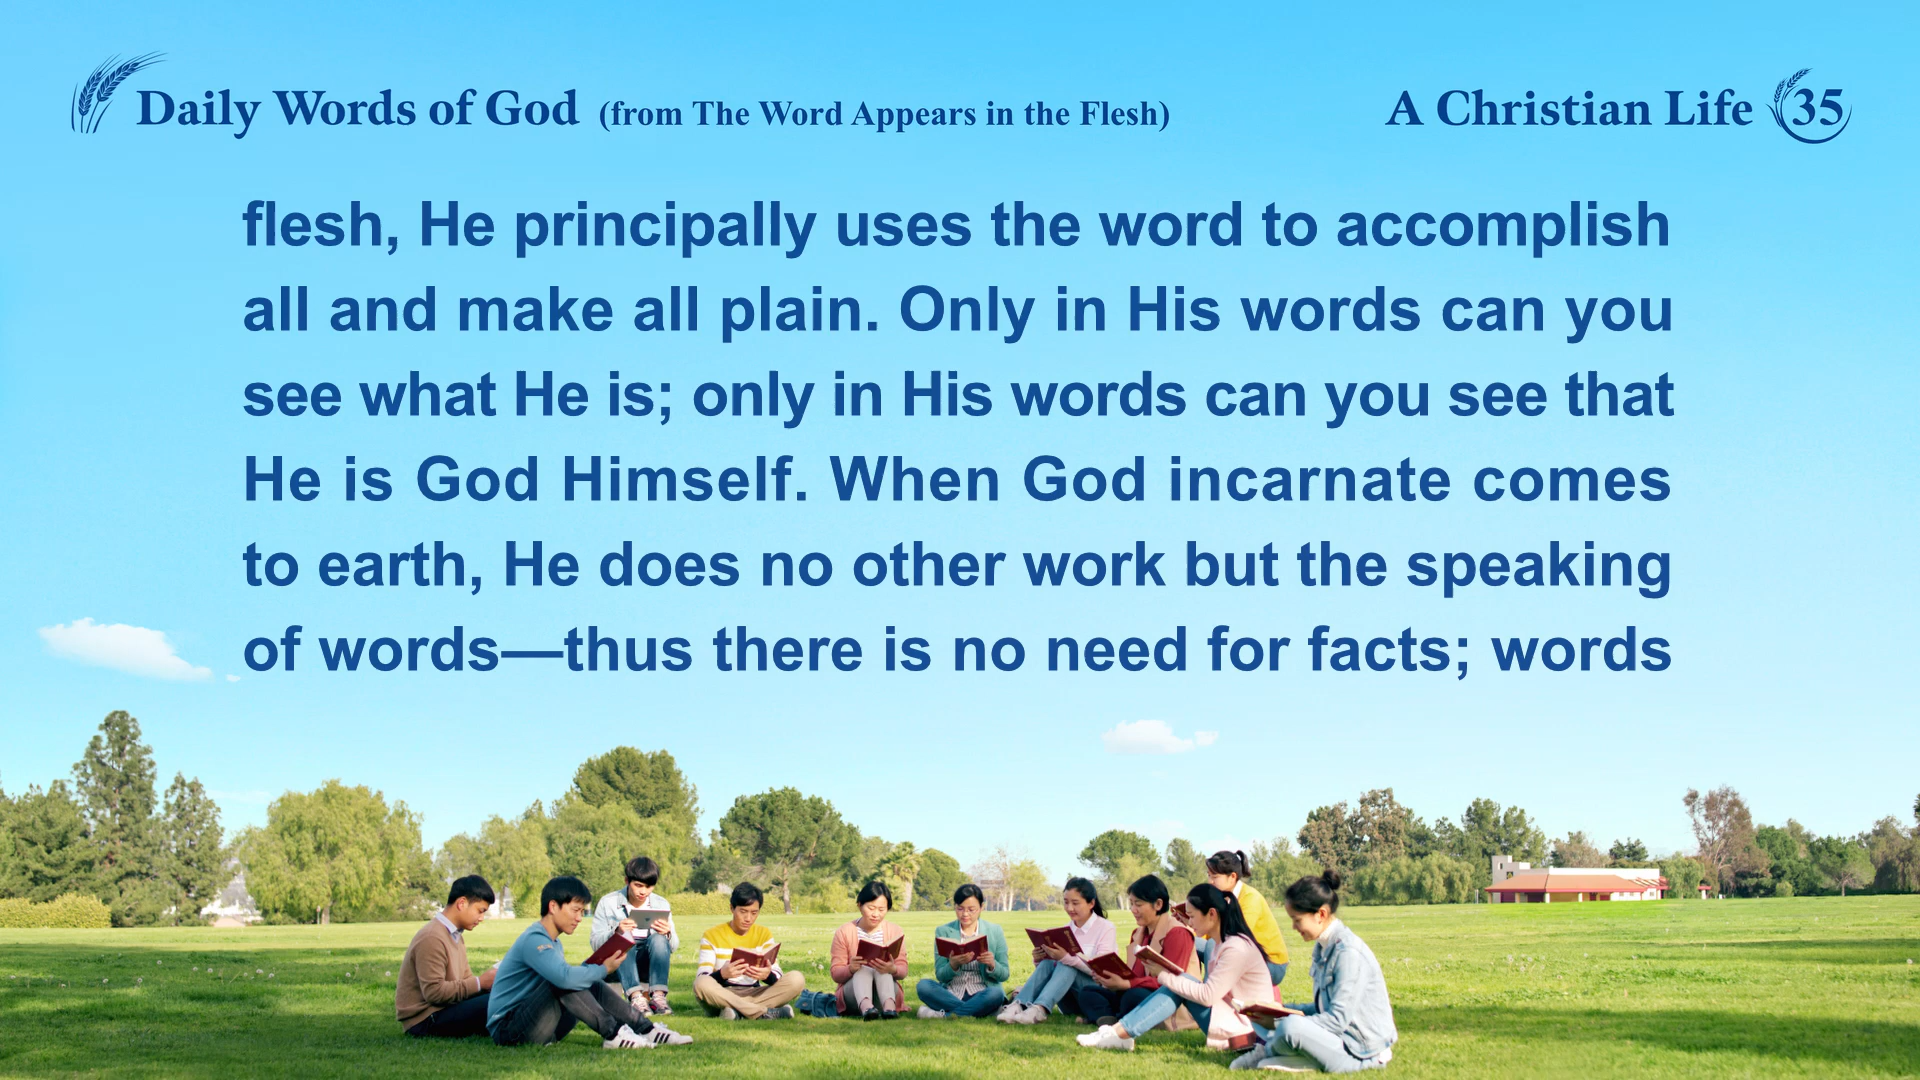 Daily Words of God (from The Word Appears in the Flesh)
A Christian Life 35
flesh, He principally uses the word to accomplish
all and make all plain. Only in His words can you
see what He is; only in His words can you see that
He is God Himself. When God incarnate comes
to earth, He does no other work but the speaking
of words—thus there is no need for facts; words